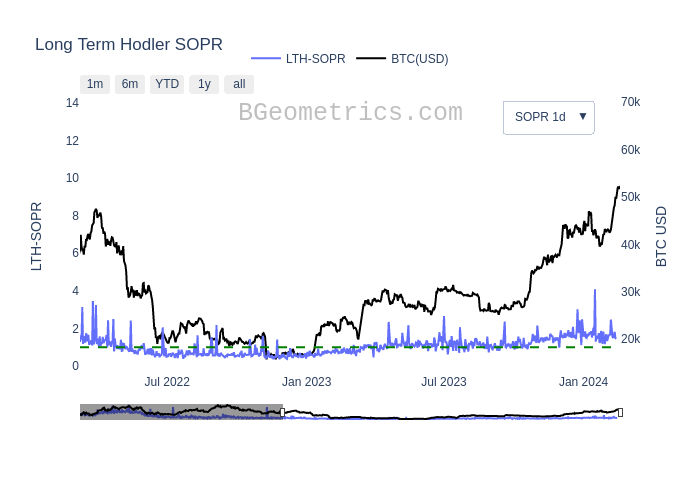 Long Term Hodler SOPR
LTH-SOPR BTC(USD)
1m 6m YTD 1y all
BGeometrics.com
SOPR 1d ▼
14
12
10
8
6
4
2
0
LTH-SOPR
70k
60k
50k
40k
30k
20k
BTC USD
Jul 2022 Jan 2023 Jul 2023 Jan 2024